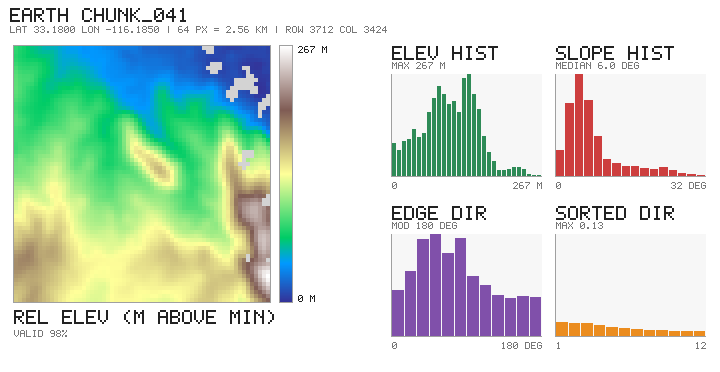 EARTH CHUNK_041
LAT 33.1800 LON -116.1850 | 64 PX = 2.56 KM | ROW 3712 COL 3424
267 M
0 M
REL ELEV (M ABOVE MIN)
VALID 98%
ELEV HIST
MAX 267 M
0 267 M
SLOPE HIST
MEDIAN 6.0 DEG
0 32 DEG
EDGE DIR
MOD 180 DEG
0 180 DEG
SORTED DIR
MAX 0.13
1 12